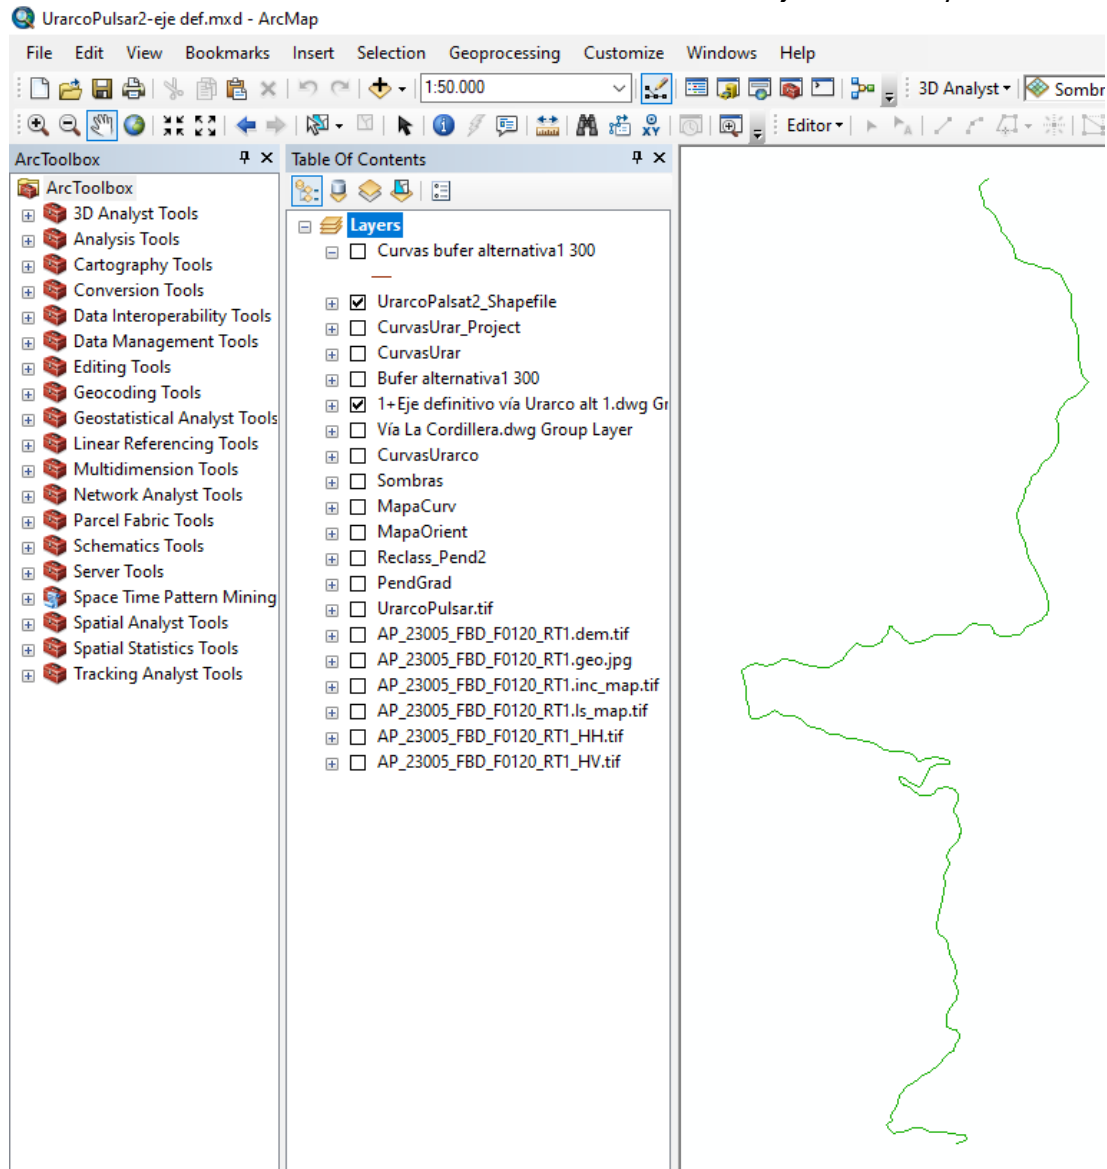 UrarcoPulsar2-eje def.mxd - ArcMap
File Edit View Bookmarks Insert Selection Geoprocessing Customize Windows Help
1:50.000 3D Analyst Sombr
Editor
ArcToolbox
ArcToolbox
3D Analyst Tools
Analysis Tools
Cartography Tools
Conversion Tools
Data Interoperability Tools
Data Management Tools
Editing Tools
Geocoding Tools
Geostatistical Analyst Tools
Linear Referencing Tools
Multidimension Tools
Network Analyst Tools
Parcel Fabric Tools
Schematics Tools
Server Tools
Space Time Pattern Mining
Spatial Analyst Tools
Spatial Statistics Tools
Tracking Analyst Tools
Table Of Contents
Layers
Curvas bufer alternativa1 300
UrarcoPalsat2_Shapefile
CurvasUrar_Project
CurvasUrar
Bufer alternativa1 300
1+Eje definitivo vía Urarco alt 1.dwg Gr
Vía La Cordillera.dwg Group Layer
CurvasUrarco
Sombras
MapaCurv
MapaOrient
Reclass_Pend2
PendGrad
UrarcoPulsar.tif
AP_23005_FBD_F0120_RT1.dem.tif
AP_23005_FBD_F0120_RT1.geo.jpg
AP_23005_FBD_F0120_RT1.inc_map.tif
AP_23005_FBD_F0120_RT1.ls_map.tif
AP_23005_FBD_F0120_RT1_HH.tif
AP_23005_FBD_F0120_RT1_HV.tif